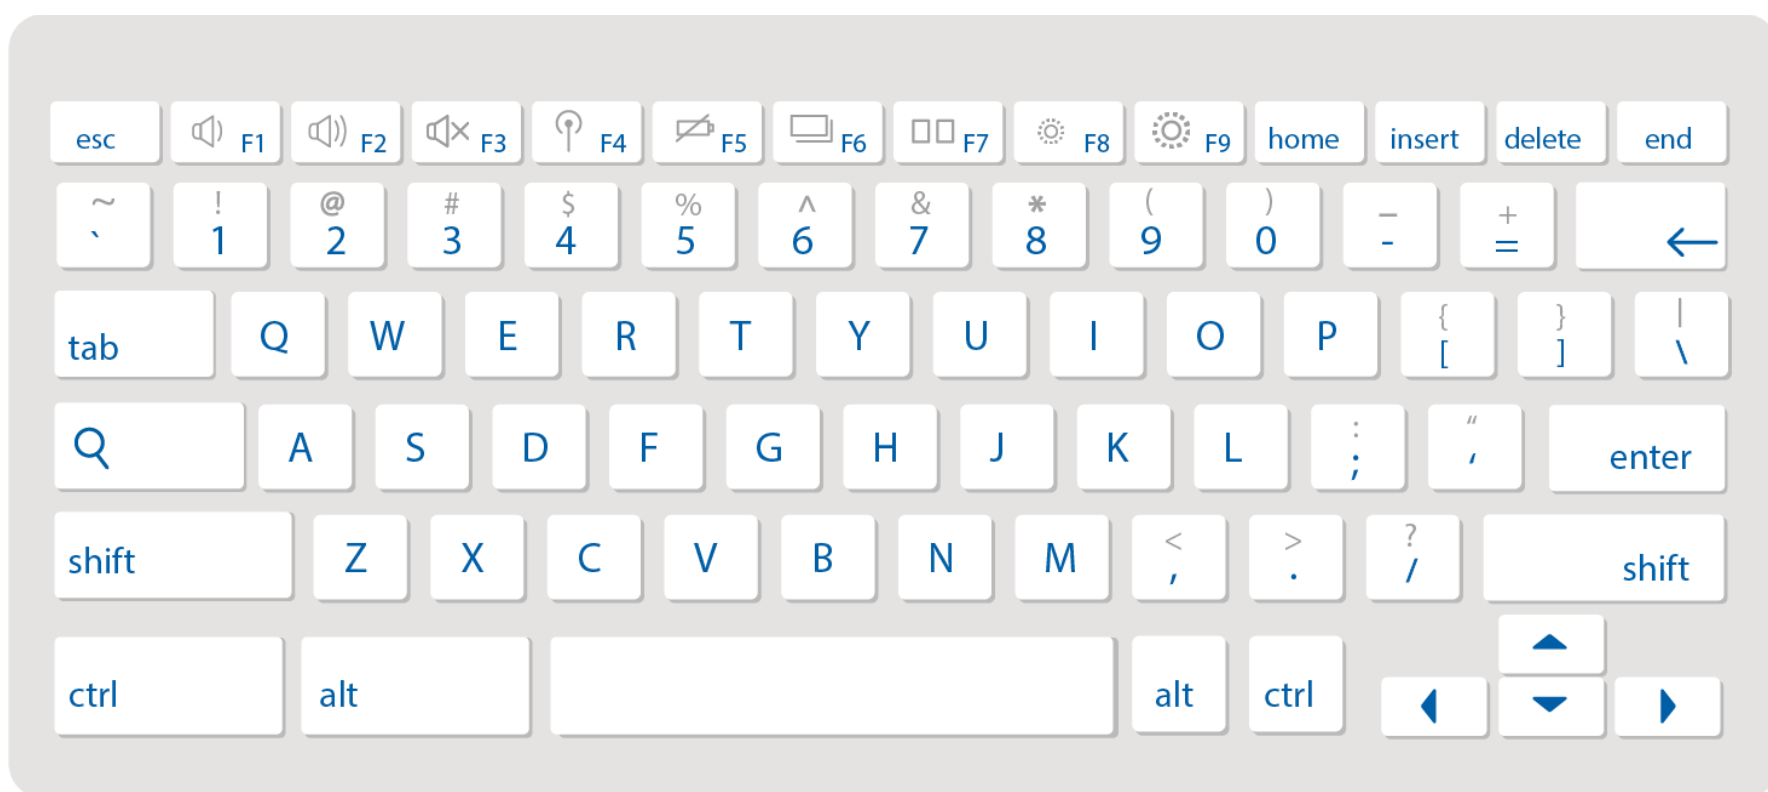 esc F1 F2 F3 F4 F5 F6 F7 F8 F9 home insert delete end
~ ! @ # $ % ^ & * ( ) _ +
` 1 2 3 4 5 6 7 8 9 0 - = ←
tab Q W E R T Y U I O P { [ } ] | \
A S D F G H J K L : ; " ' enter
shift Z X C V B N M < , > . ? / shift
ctrl alt alt ctrl